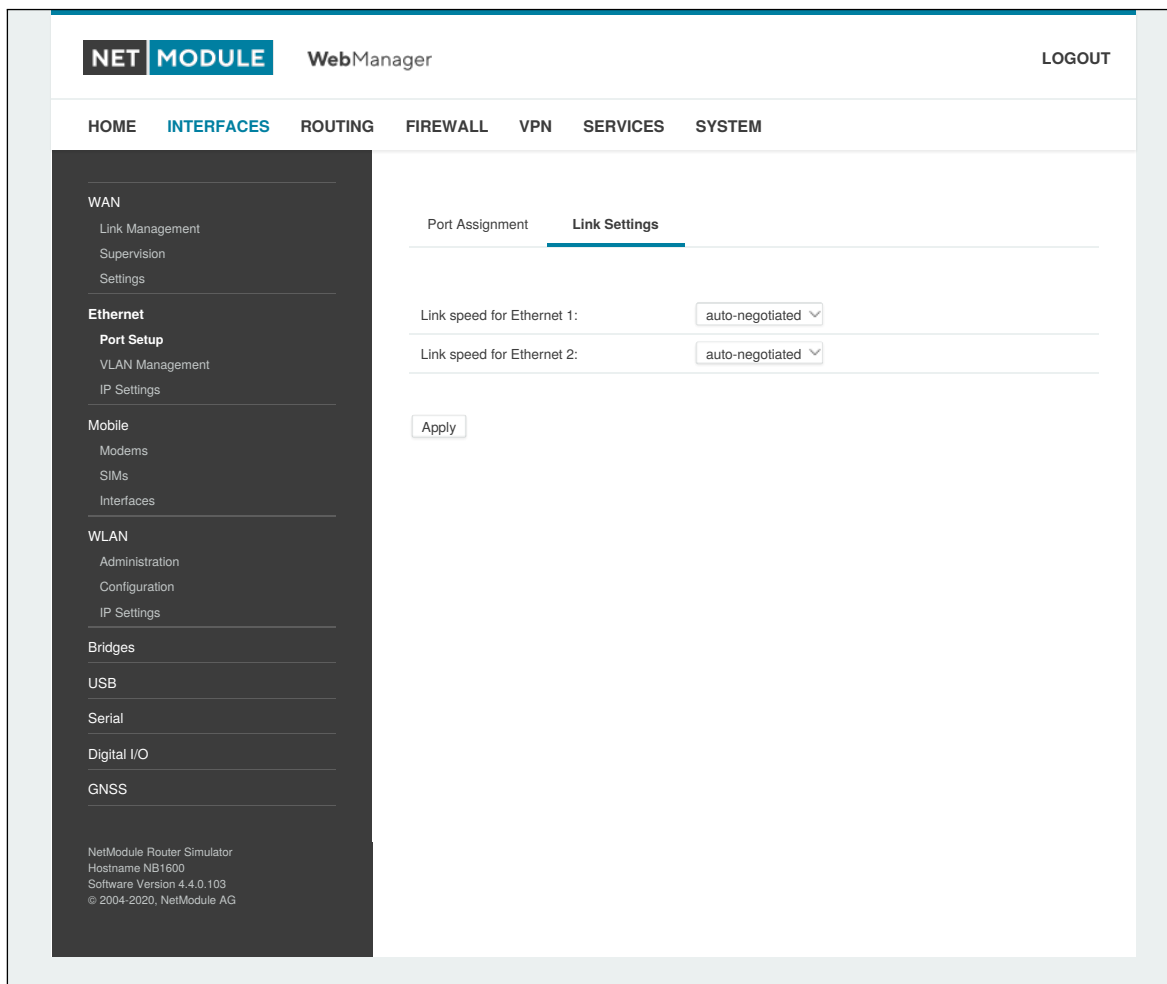 NET MODULE WebManager LOGOUT
HOME INTERFACES ROUTING FIREWALL VPN SERVICES SYSTEM
WAN
Link Management
Supervision
Settings
Ethernet
Port Setup
VLAN Management
IP Settings
Mobile
Modems
SIMs
Interfaces
WLAN
Administration
Configuration
IP Settings
Bridges
USB
Serial
Digital I/O
GNSS
NetModule Router Simulator
Hostname NB1600
Software Version 4.4.0.103
© 2004-2020, NetModule AG
Port Assignment Link Settings
Link speed for Ethernet 1: auto-negotiated
Link speed for Ethernet 2: auto-negotiated
Apply